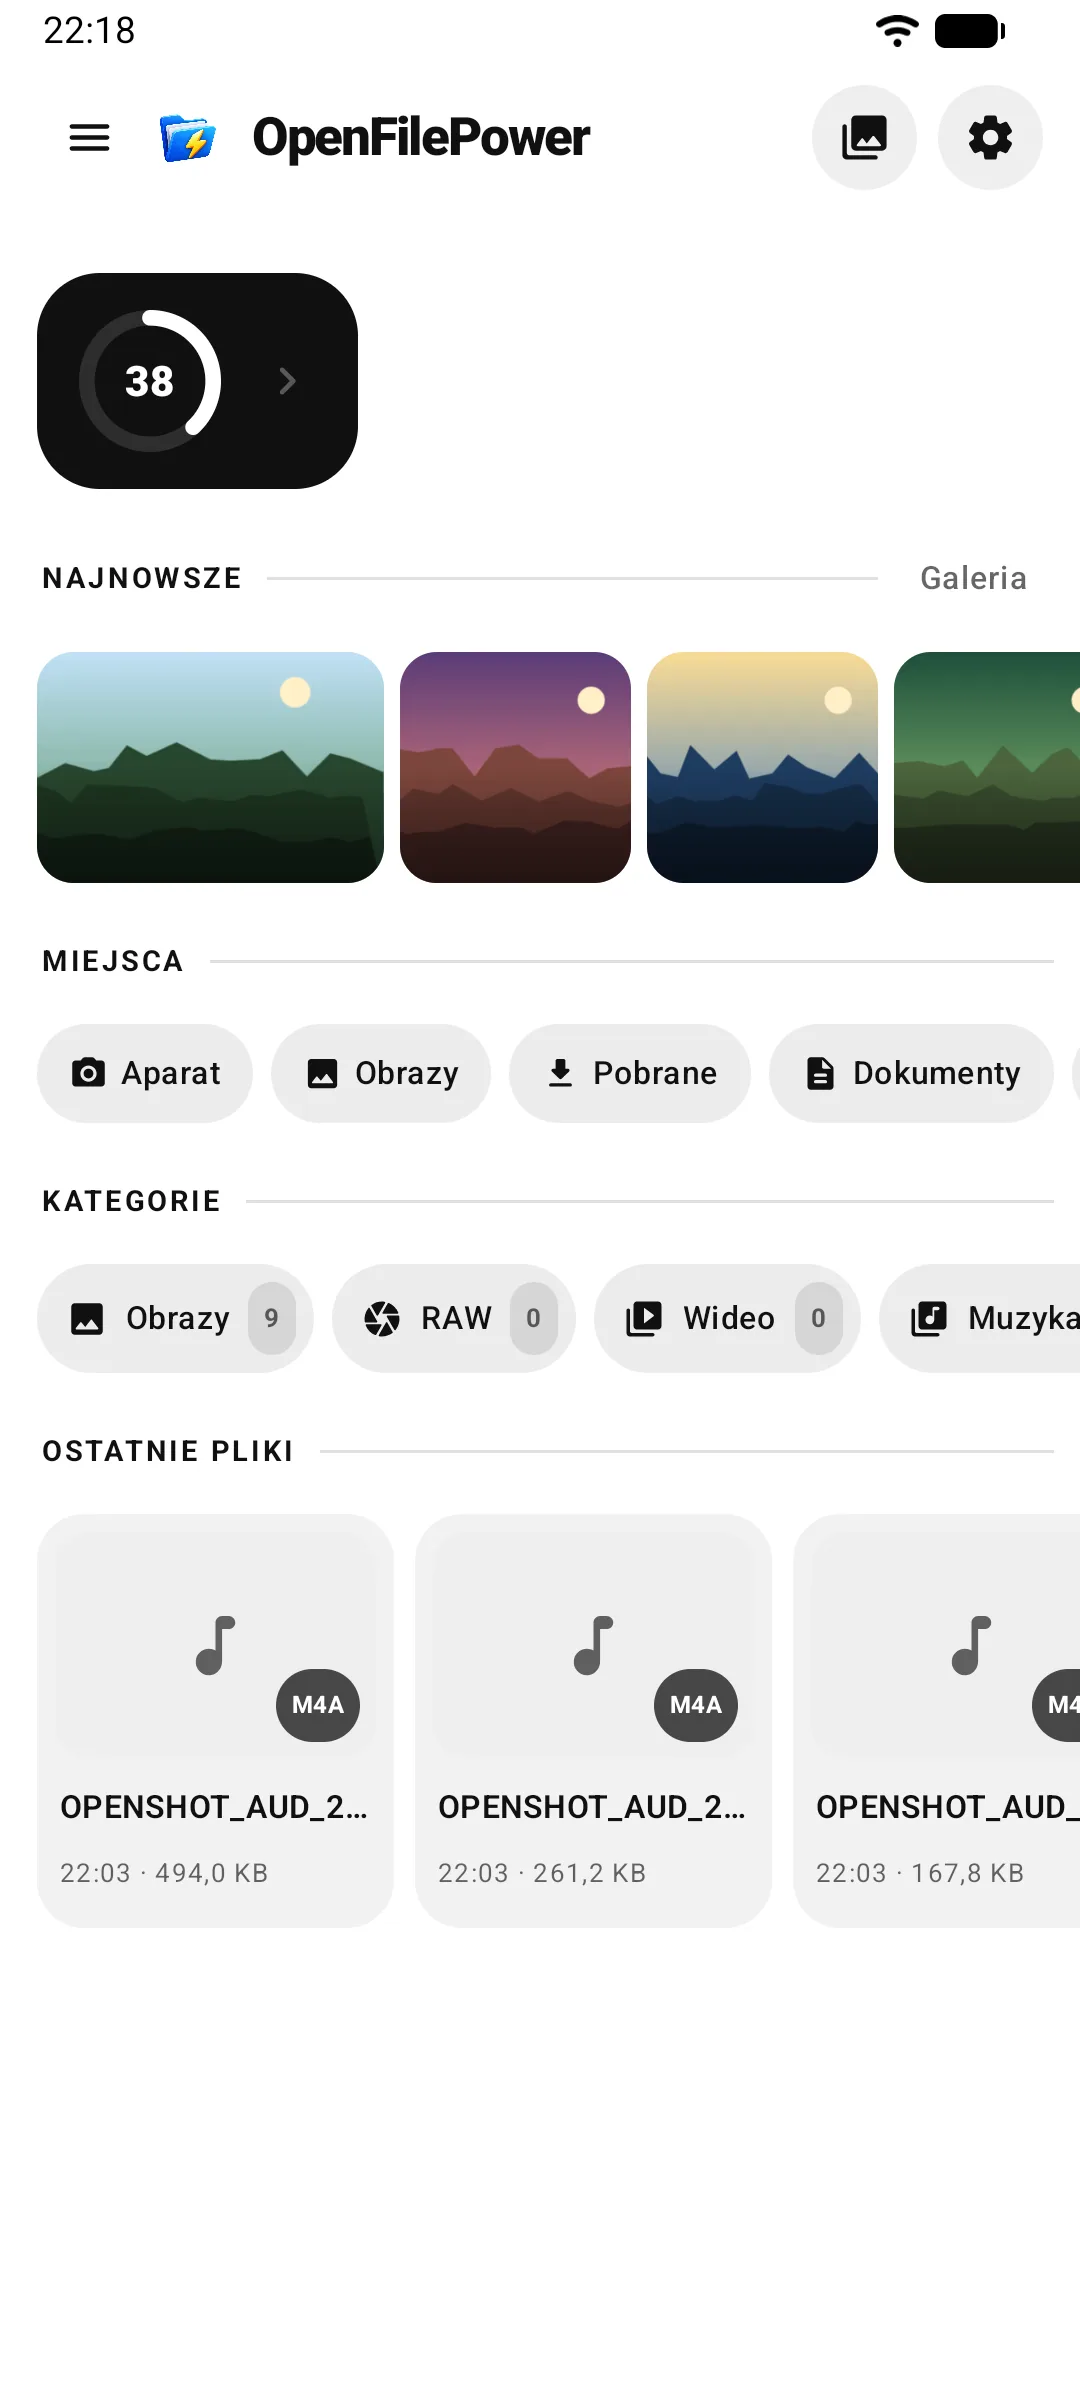 22:18
OpenFilePower
38
NAJNOWSZE Galeria
MIEJSCA
Aparat Obrazy Pobrane Dokumenty
KATEGORIE
Obrazy 9 RAW 0 Wideo 0 Muzyka
OSTATNIE PLIKI
M4A M4A M4
OPENSHOT_AUD_2… OPENSHOT_AUD_2… OPENSHOT_AUD_
22:03 · 494,0 KB 22:03 · 261,2 KB 22:03 · 167,8 KB